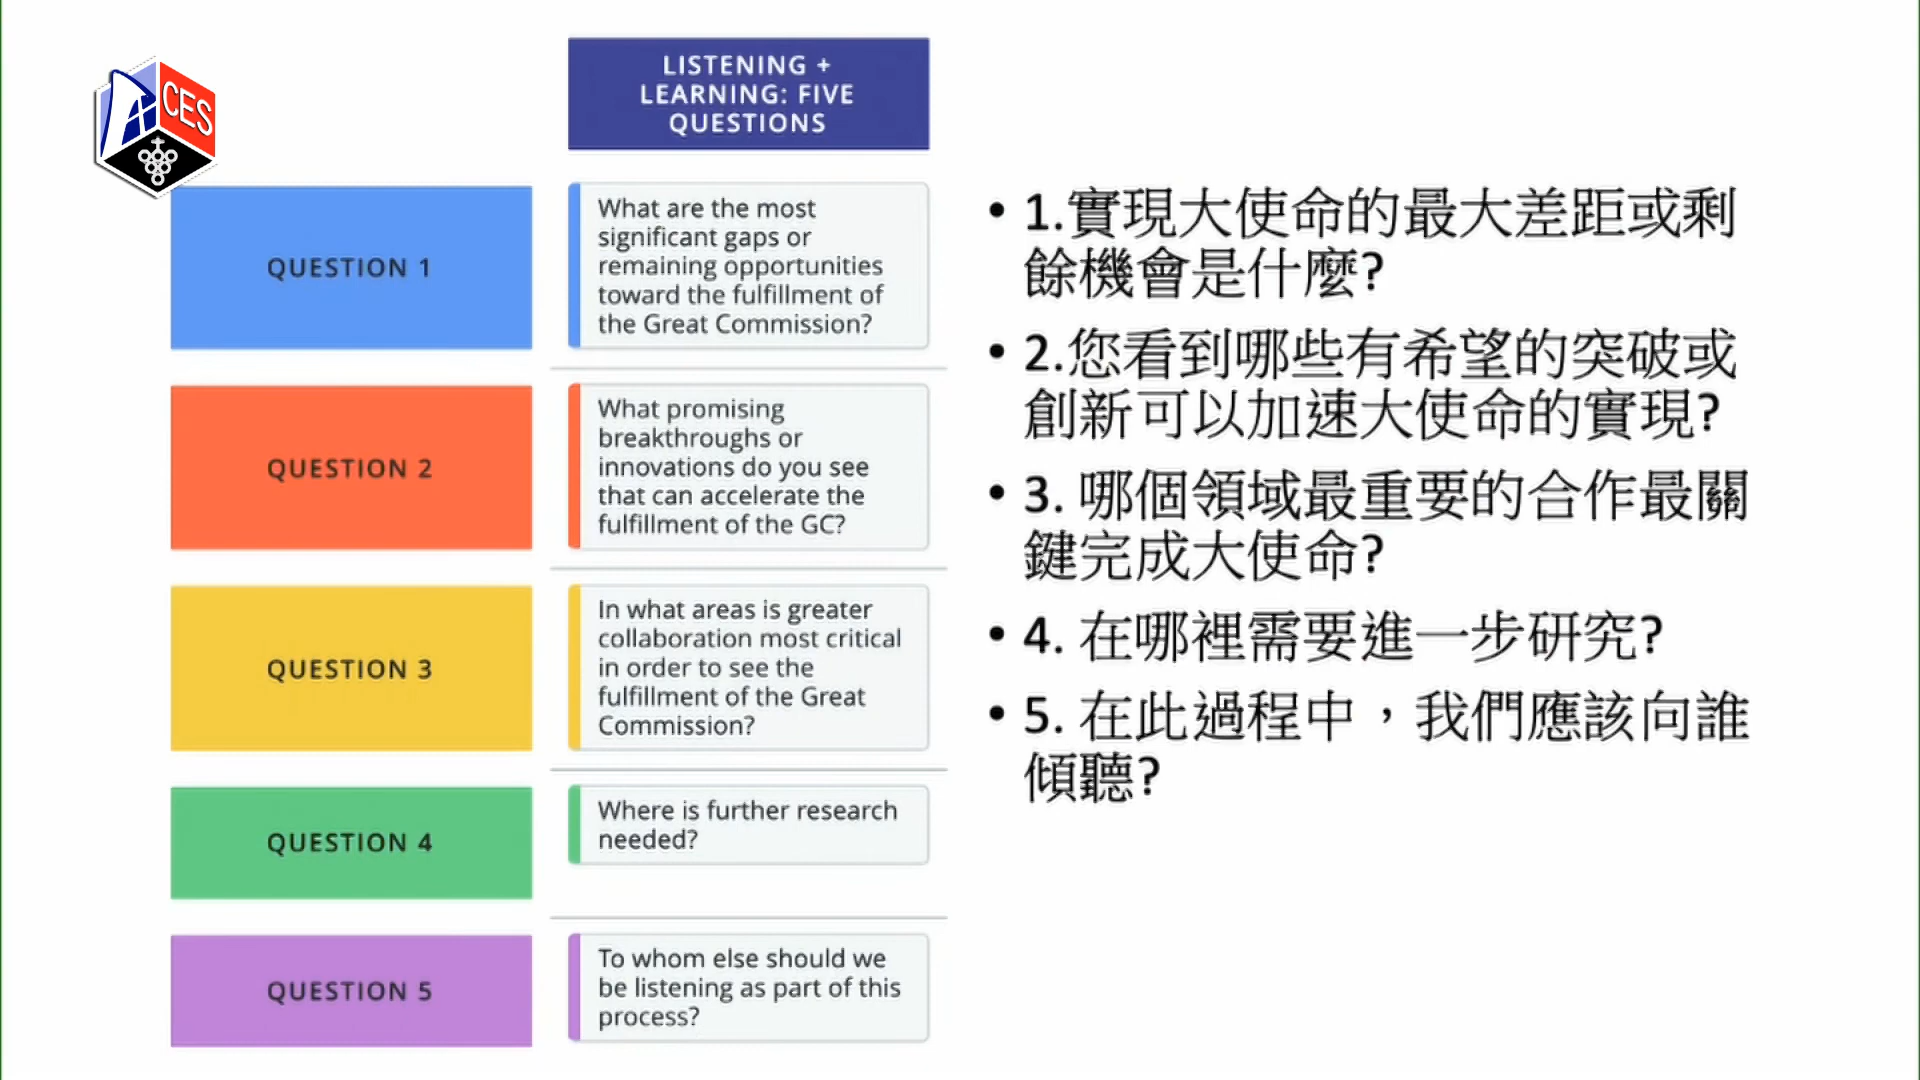 CES
LISTENING +
LEARNING: FIVE
QUESTIONS
QUESTION 1
What are the most
significant gaps or
remaining opportunities
toward the fulfillment of
the Great Commission?
QUESTION 2
What promising
breakthroughs or
innovations do you see
that can accelerate the
fulfillment of the GC?
QUESTION 3
In what areas is greater
collaboration most critical
in order to see the
fulfillment of the Great
Commission?
QUESTION 4
Where is further research
needed?
QUESTION 5
To whom else should we
be listening as part of this
process?
• 1.實現大使命的最大差距或剩
餘機會是什麼?
• 2.您看到哪些有希望的突破或
創新可以加速大使命的實現?
• 3. 哪個領域最重要的合作最關
鍵完成大使命?
• 4. 在哪裡需要進一步研究?
• 5. 在此過程中，我們應該向誰
傾聽?